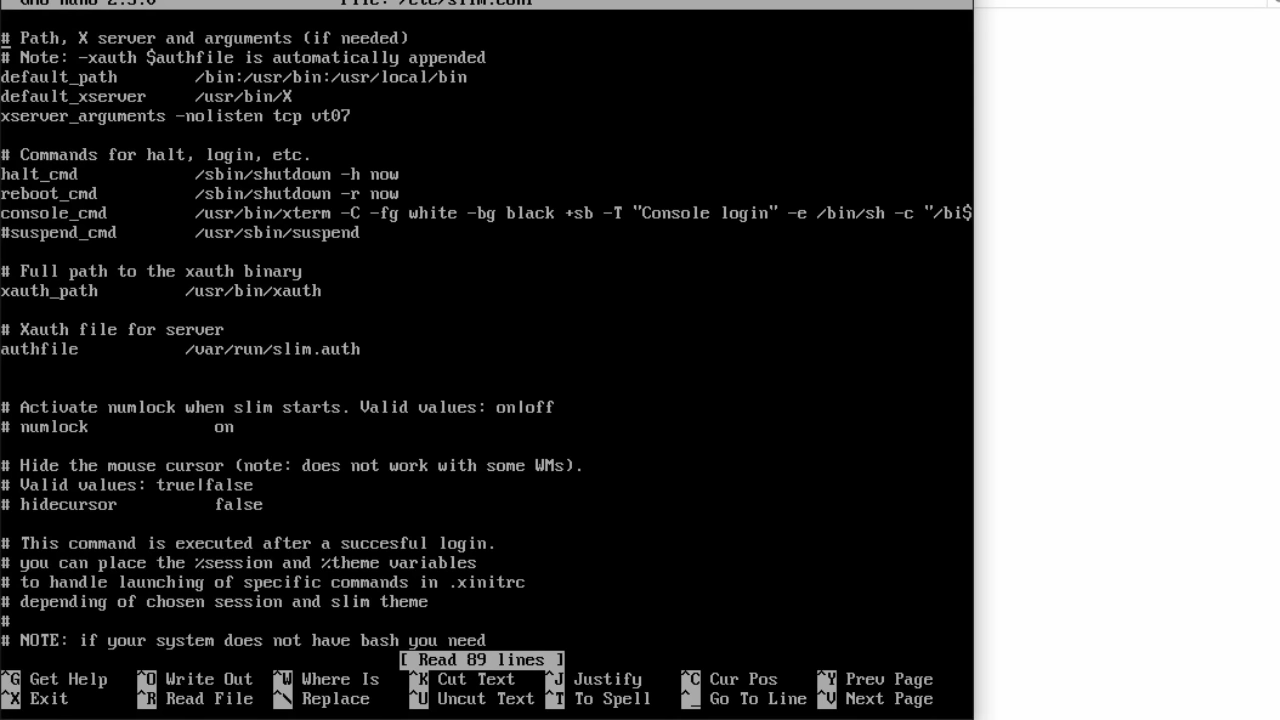 GNU nano 2.3.0 File: /etc/slim.conf
# Path, X server and arguments (if needed)
# Note: -xauth $authfile is automatically appended
default_path /bin:/usr/bin:/usr/local/bin
default_xserver /usr/bin/X
xserver_arguments -nolisten tcp vt07
# Commands for halt, login, etc.
halt_cmd /sbin/shutdown -h now
reboot_cmd /sbin/shutdown -r now
console_cmd /usr/bin/xterm -C -fg white -bg black +sb -T "Console login" -e /bin/sh -c "/bi$
#suspend_cmd /usr/sbin/suspend
# Full path to the xauth binary
xauth_path /usr/bin/xauth
# Xauth file for server
authfile /var/run/slim.auth
# Activate numlock when slim starts. Valid values: on|off
# numlock on
# Hide the mouse cursor (note: does not work with some WMs).
# Valid values: true|false
# hidecursor false
# This command is executed after a succesful login.
# you can place the %session and %theme variables
# to handle launching of specific commands in .xinitrc
# depending of chosen session and slim theme
#
# NOTE: if your system does not have bash you need
[ Read 89 lines ]
^G Get Help ^O Write Out ^W Where Is ^K Cut Text ^J Justify ^C Cur Pos ^Y Prev Page
^X Exit ^R Read File ^\ Replace ^U Uncut Text ^T To Spell ^_ Go To Line ^V Next Page